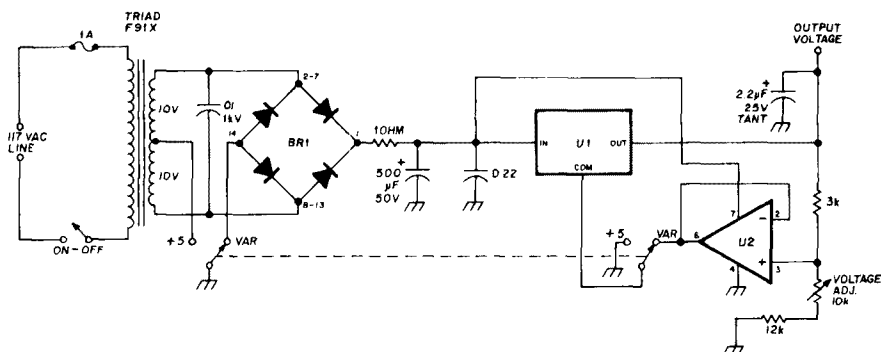 TRIAD
F91X
1A
117 VAC
LINE
ON-OFF
10V
10V
.01
1kV
+5
VAR
2-7
14
BR1
1
8-13
1 OHM
+
500
µF
50V
0.22
IN
U1
OUT
COM
+5
VAR
6
7
2
-
U2
+
4
3
OUTPUT
VOLTAGE
+
2.2µF
25V
TANT
3k
VOLTAGE
ADJ.
10k
12k